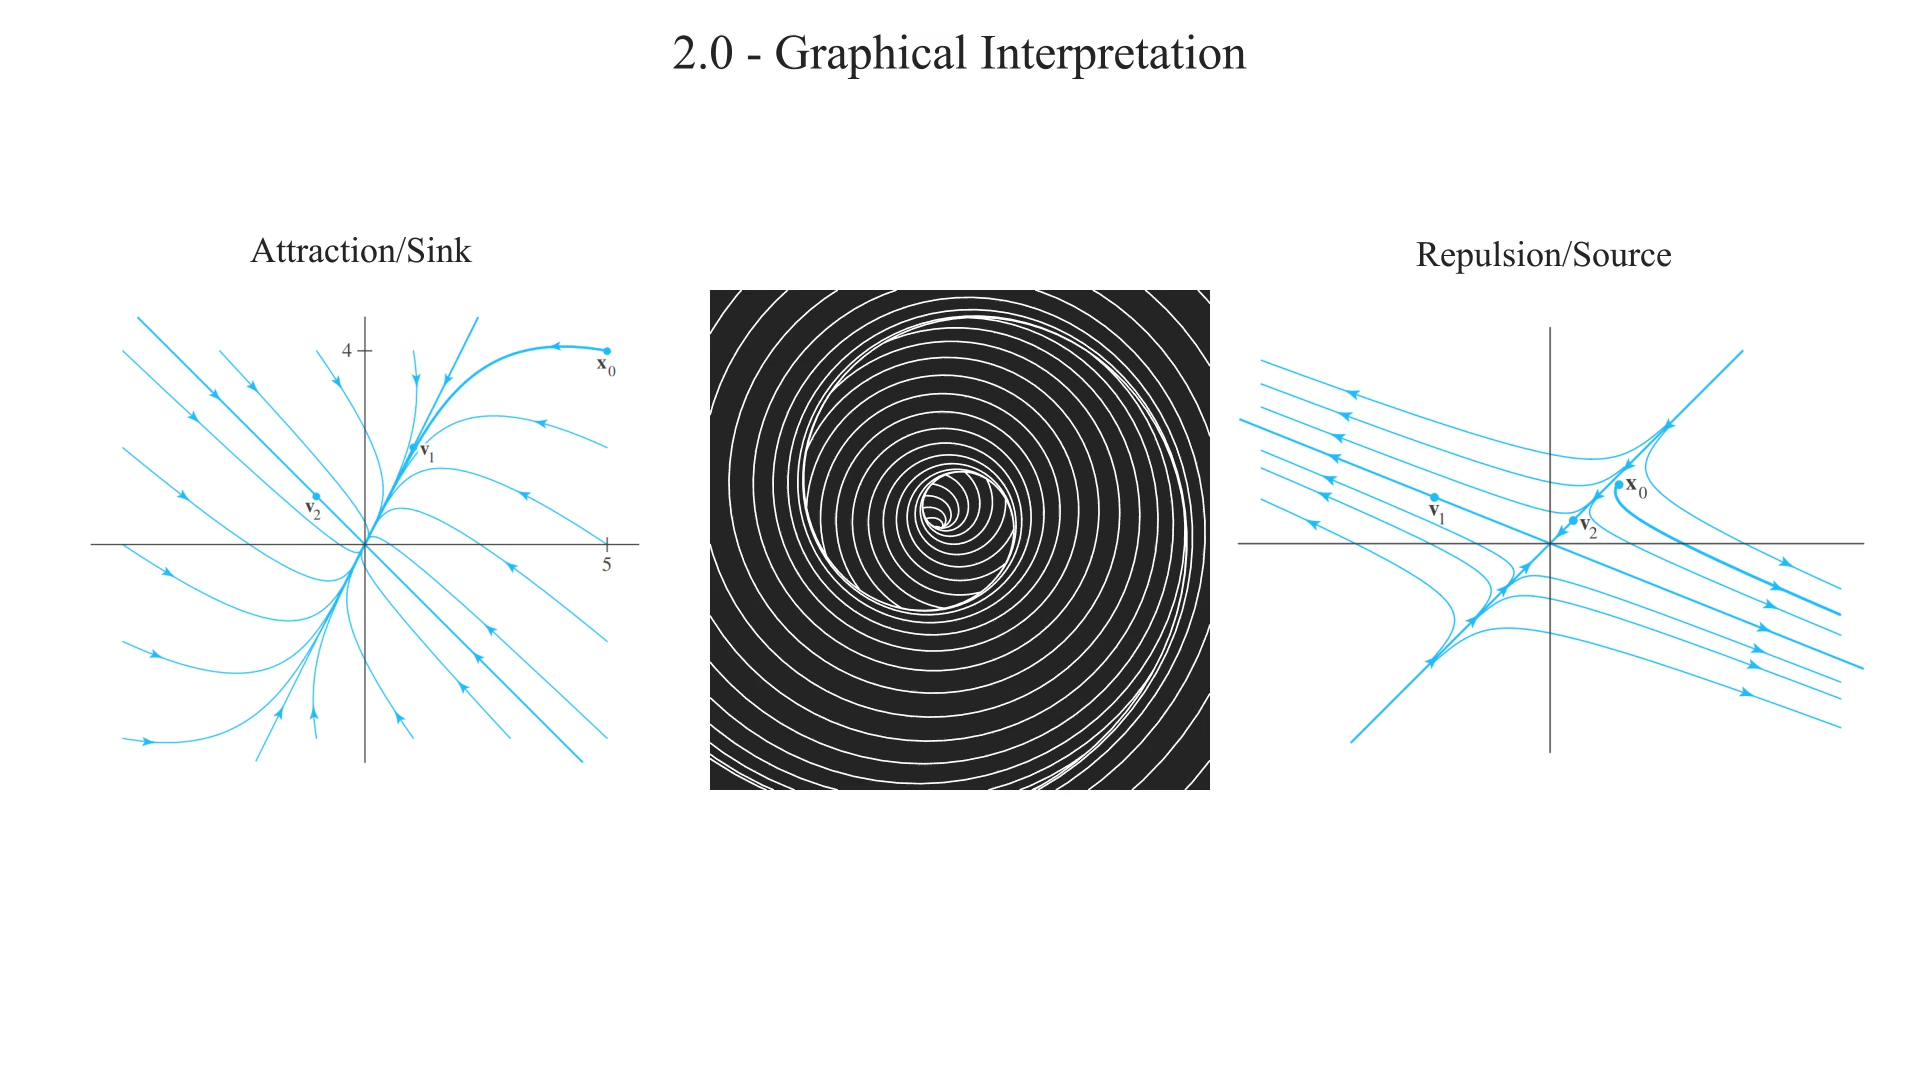 2.0 - Graphical Interpretation
Attraction/Sink
4
x0
v1
v2
5
Repulsion/Source
x0
v1
v2